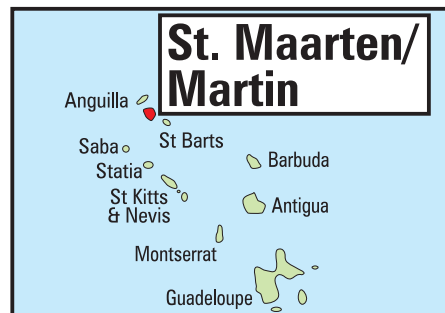 St. Maarten/
Martin
Anguilla
St Barts
Saba
Barbuda
Statia
St Kitts
& Nevis
Antigua
Montserrat
Guadeloupe